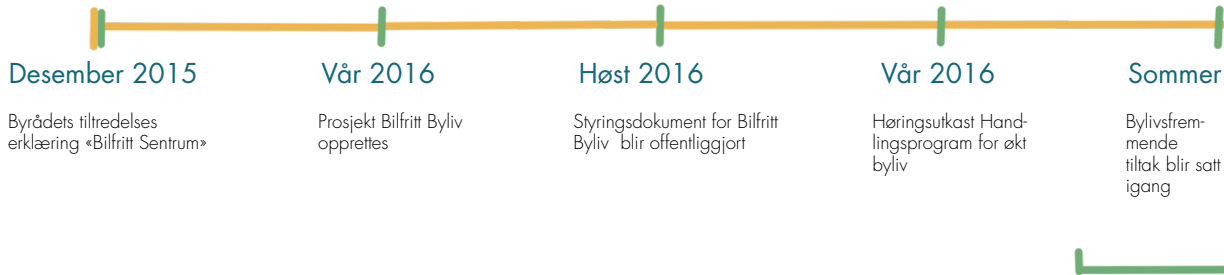 Desember 2015
Byrådets tiltredelses
erklæring «Bilfritt Sentrum»
Vår 2016
Prosjekt Bilfritt Byliv
opprettes
Høst 2016
Styringsdokument for Bilfritt
Byliv blir offentliggjort
Vår 2016
Høringsutkast Hand-
lingsprogram for økt
byliv
Sommer
Bylivsfrem-
mende
tiltak blir satt
igang